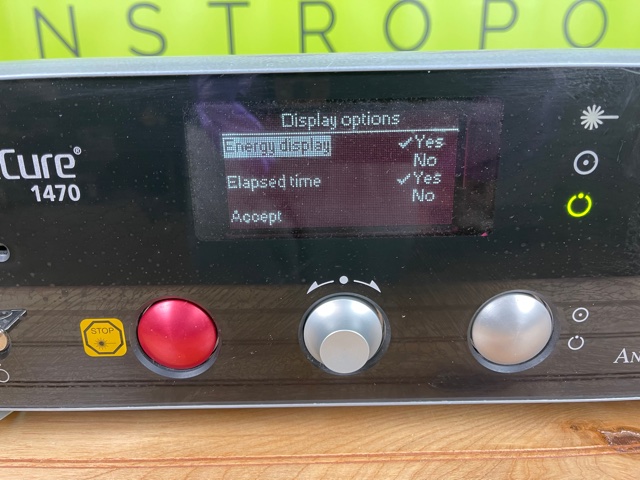 NSTROPO
Cure®
1470
Display options
Energy display ✓Yes
No
Elapsed time ✓Yes
No
Accept
STOP
AN